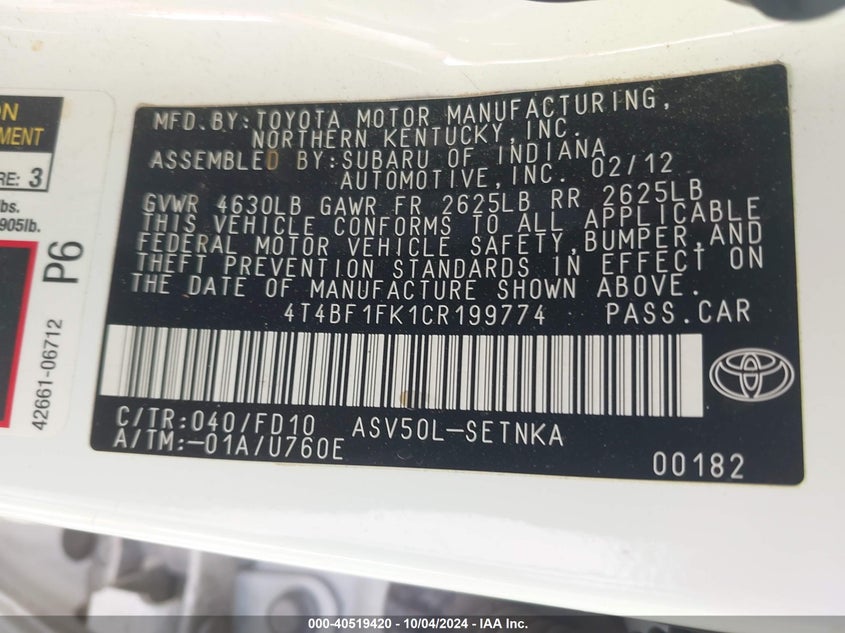 ON
MENT
RE: 3
lbs.
905lb.
P6
42661-06712
MFD.BY:TOYOTA MOTOR MANUFACTURING,
NORTHERN KENTUCKY,INC.
ASSEMBLED BY:SUBARU OF INDIANA
AUTOMOTIVE,INC. 02/12
GVWR 4630LB GAWR FR 2625LB RR 2625LB
THIS VEHICLE CONFORMS TO ALL APPLICABLE
FEDERAL MOTOR VEHICLE SAFETY,BUMPER,AND
THEFT PREVENTION STANDARDS IN EFFECT ON
THE DATE OF MANUFACTURE SHOWN ABOVE.
4T4BF1FK1CR199774 PASS.CAR
C/TR:040/FD10 ASV50L-SETNKA
A/TM:-01A/U760E
00182
000-40519420 - 10/04/2024 - IAA Inc.